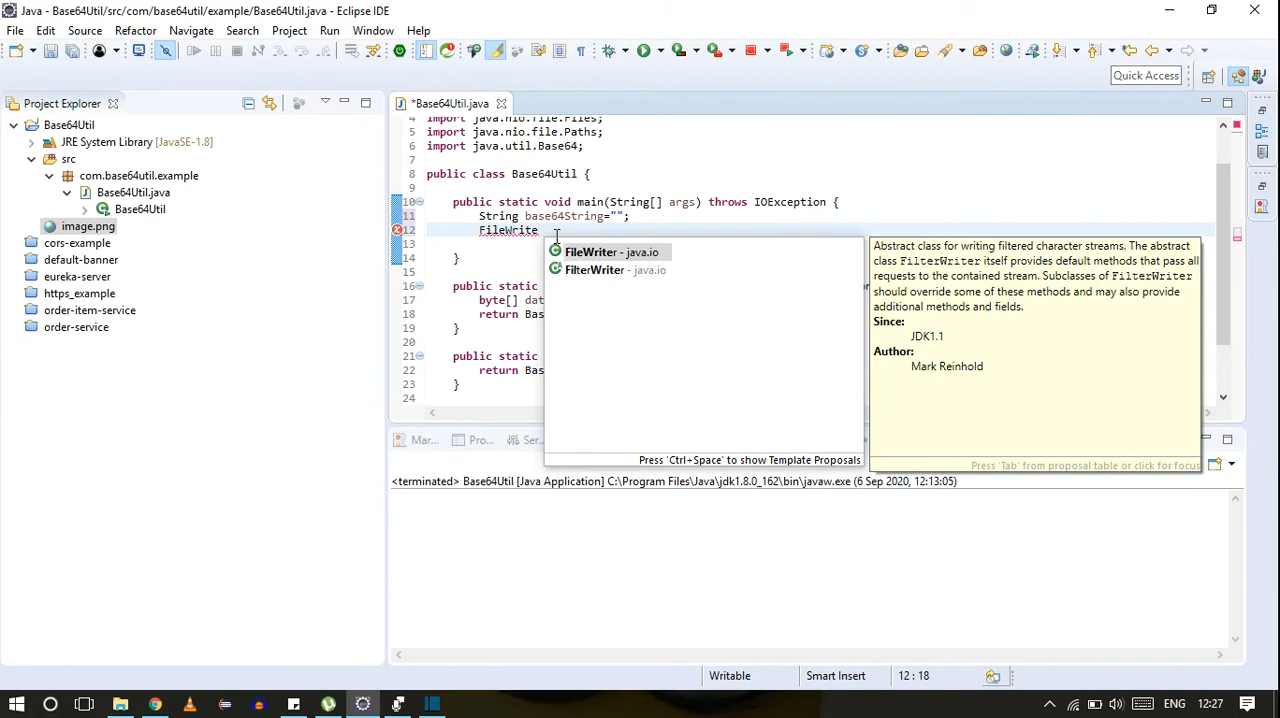 Java - Base64Util/src/com/base64util/example/Base64Util.java - Eclipse IDE
File Edit Source Refactor Navigate Search Project Run Window Help
Quick Access
Project Explorer
Base64Util
JRE System Library [JavaSE-1.8]
src
com.base64util.example
Base64Util.java
Base64Util
image.png
cors-example
default-banner
eureka-server
https_example
order-item-service
order-service
*Base64Util.java
4 import java.nio.file.Files;
5 import java.nio.file.Paths;
6 import java.util.Base64;
7
8 public class Base64Util {
9
10 public static void main(String[] args) throws IOException {
11 String base64String="";
12 FileWrite
13
14 }
15
16 public static
17 byte[] dat
18 return Bas
19 }
20
21 public static
22 return Bas
23 }
24
FileWriter - java.io
FilterWriter - java.io
Press 'Ctrl+Space' to show Template Proposals
Abstract class for writing filtered character streams. The abstract
class FilterWriter itself provides default methods that pass all
requests to the contained stream. Subclasses of FilterWriter
should override some of these methods and may also provide
additional methods and fields.
Since:
JDK1.1
Author:
Mark Reinhold
Press 'Tab' from proposal table or click for focus
Mar... Pro... Ser...
<terminated> Base64Util [Java Application] C:\Program Files\Java\jdk1.8.0_162\bin\javaw.exe (6 Sep 2020, 12:13:05)
Writable Smart Insert 12 : 18
ENG 12:27